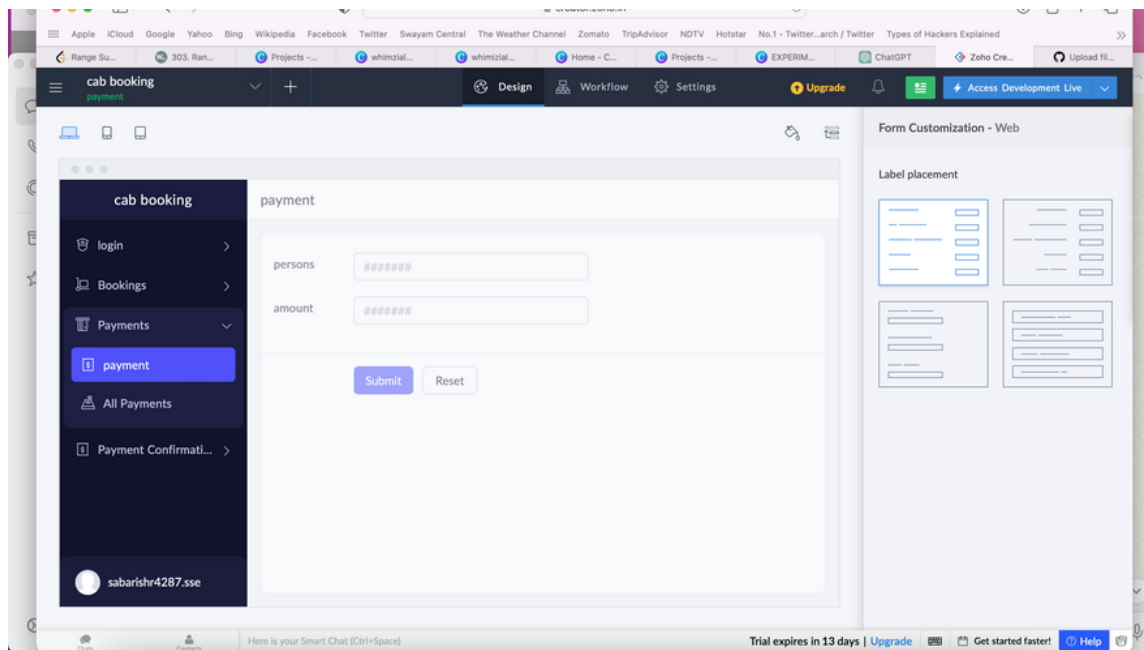 Apple iCloud Google Yahoo Bing Wikipedia Facebook Twitter Swayam Central The Weather Channel Zomato TripAdvisor NDTV Hotstar No.1 - Twitter...arch / Twitter Types of Hackers Explained
Range Su... 303. Ran... Projects -... whimzial... whimizial... Home - C... Projects -... EXPERIM... ChatGPT Zoho Cre... Upload fil...
cab booking
payment
Design Workflow Settings Upgrade Access Development Live
Form Customization - Web
Label placement
cab booking
payment
login
persons
#######
Bookings
amount
#######
Payments
payment
Submit Reset
All Payments
Payment Confirmati...
sabarishr4287.sse
Chats Contacts Here is your Smart Chat (Ctrl+Space) Trial expires in 13 days | Upgrade Get started faster! Help